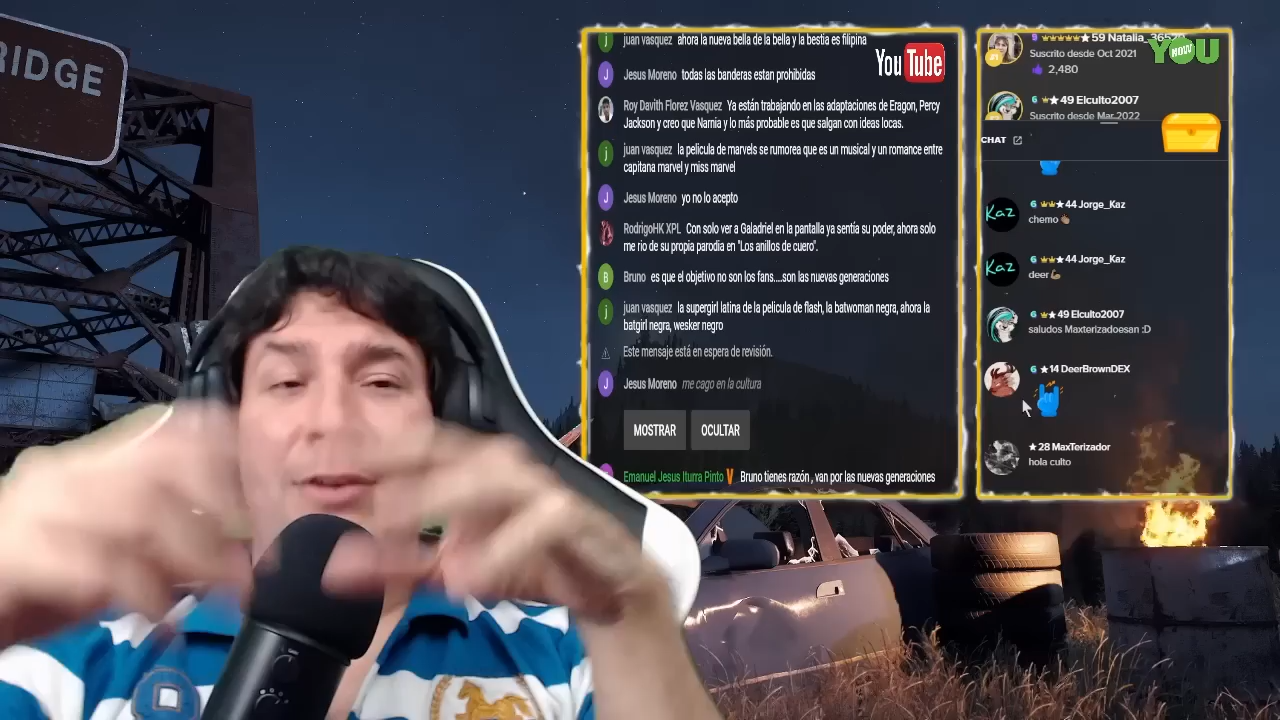 RIDGE
juan vasquez ahora la nueva bella de la bella y la bestia es filipina
YouTube
Jesus Moreno todas las banderas estan prohibidas
Roy Davith Florez Vasquez Ya están trabajando en las adaptaciones de Eragon, Percy
Jackson y creo que Narnia y lo más probable es que salgan con ideas locas.
juan vasquez la pelicula de marvels se rumorea que es un musical y un romance entre
capitana marvel y miss marvel
Jesus Moreno yo no lo acepto
RodrigoHK XPL Con solo ver a Galadriel en la pantalla ya sentía su poder, ahora solo
me rio de su propia parodia en "Los anillos de cuero".
Bruno es que el objetivo no son los fans....son las nuevas generaciones
juan vasquez la supergirl latina de la pelicula de flash, la batwoman negra, ahora la
batgirl negra, wesker negro
Este mensaje está en espera de revisión.
Jesus Moreno me cago en la cultura
MOSTRAR OCULTAR
Emanuel Jesus Iturra Pinto Bruno tienes razón , van por las nuevas generaciones
59 Natalia_36520
YOU NOW
Suscrito desde Oct 2021
2,480
49 Elculto2007
Suscrito desde Mar 2022
CHAT
Kaz
44 Jorge_Kaz
chemo
Kaz
44 Jorge_Kaz
deer
49 Elculto2007
saludos Maxterizadoesan :D
14 DeerBrownDEX
28 MaxTerizador
hola culto